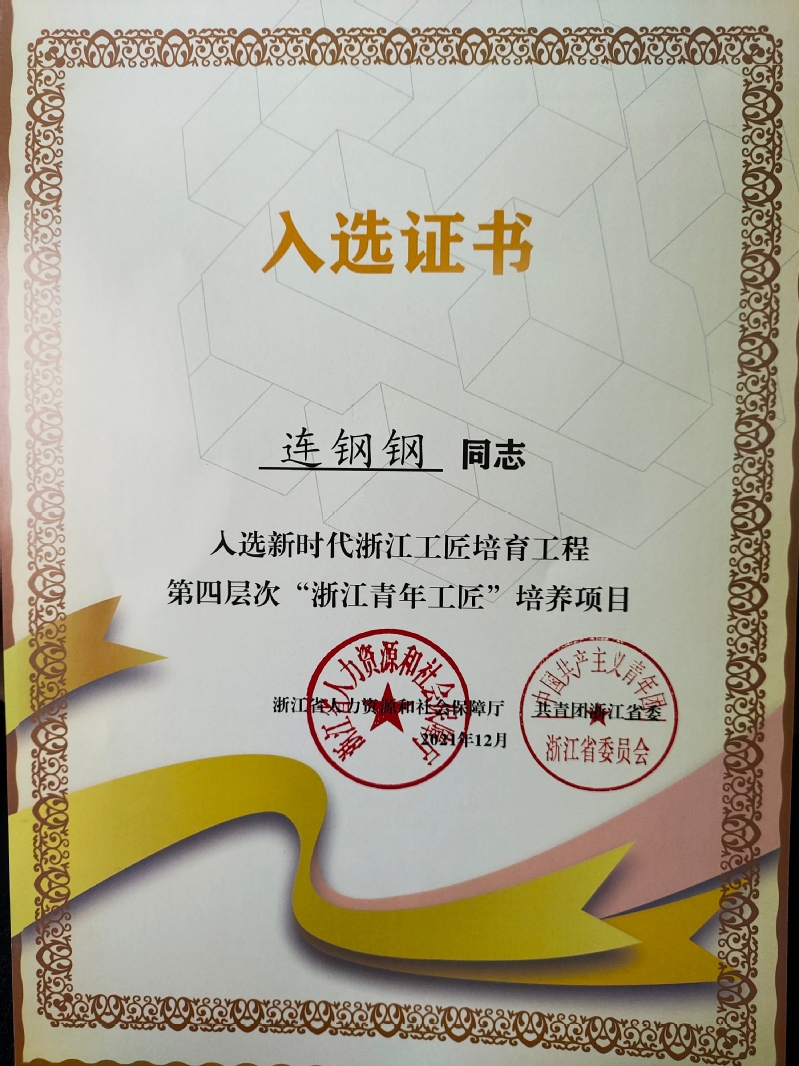 入选证书
连钢钢 同志
入选新时代浙江工匠培育工程
第四层次“浙江青年工匠”培养项目
浙江省人力资源和社会保障厅
浙江省人力资源和社会保障厅 共青团浙江省委
2021年12月
中国共产主义青年团
浙江省委员会